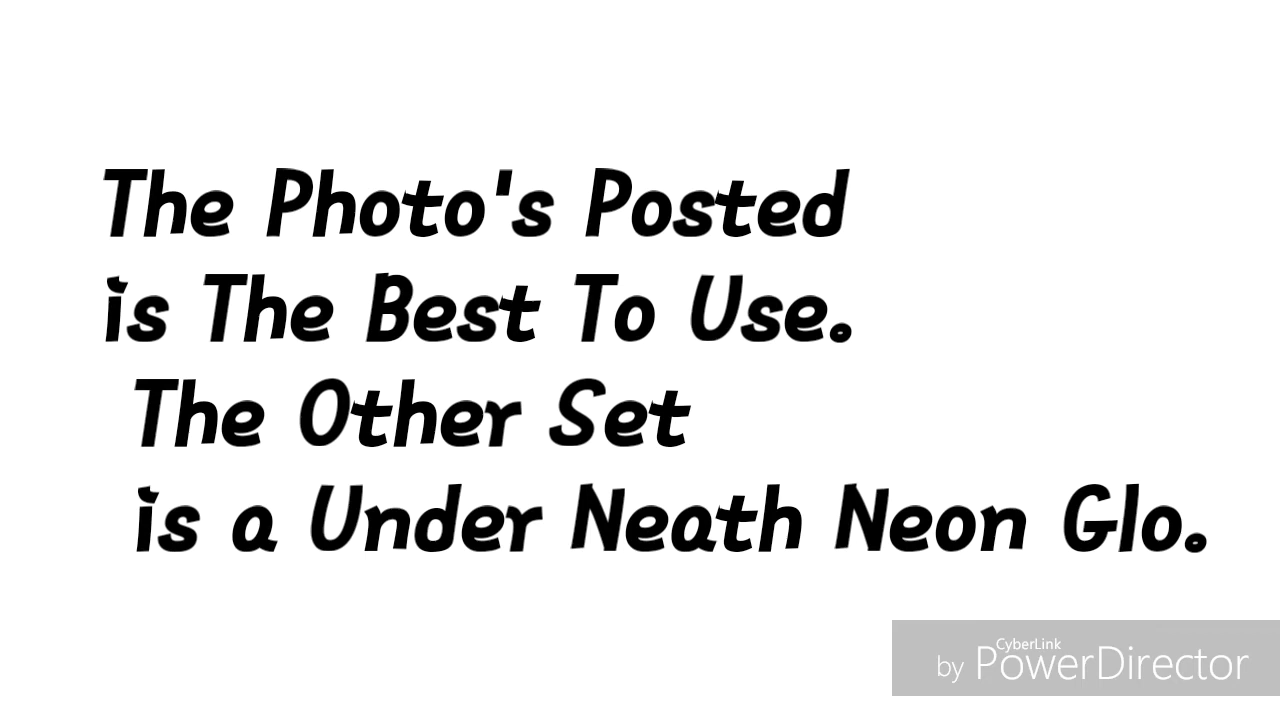 The Photo's Posted
is The Best To Use.
The Other Set
is a Under Neath Neon Glo.
CyberLink
by PowerDirector